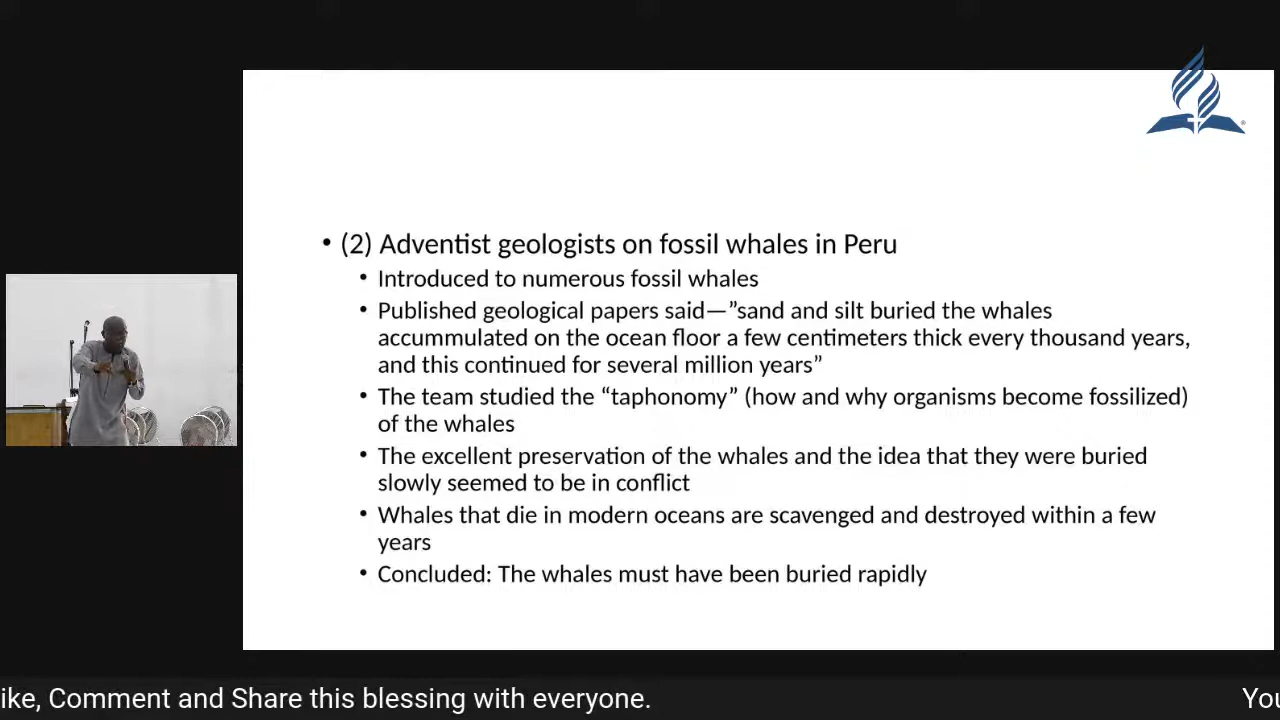 • (2) Adventist geologists on fossil whales in Peru
• Introduced to numerous fossil whales
• Published geological papers said—”sand and silt buried the whales
accummulated on the ocean floor a few centimeters thick every thousand years,
and this continued for several million years”
• The team studied the “taphonomy” (how and why organisms become fossilized)
of the whales
• The excellent preservation of the whales and the idea that they were buried
slowly seemed to be in conflict
• Whales that die in modern oceans are scavenged and destroyed within a few
years
• Concluded: The whales must have been buried rapidly
ike, Comment and Share this blessing with everyone. You